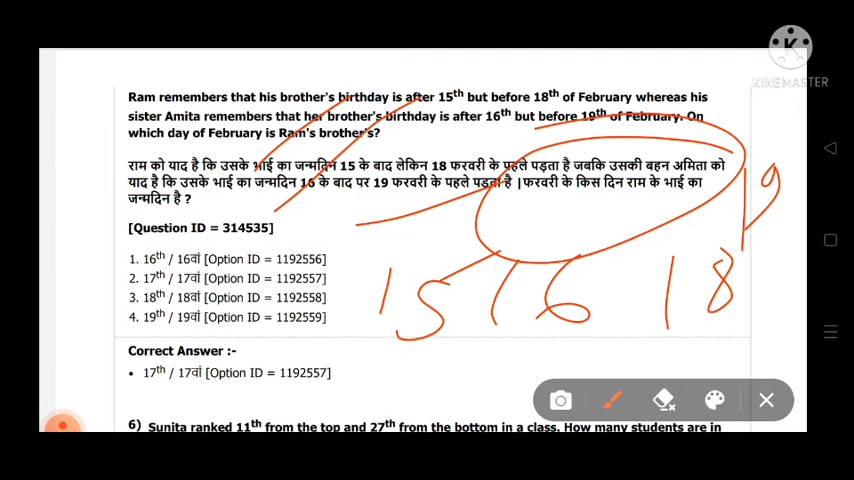 KINEMASTER
Ram remembers that his brother's birthday is after 15th but before 18th of February whereas his
sister Amita remembers that her brother's birthday is after 16th but before 19th of February. On
which day of February is Ram's brother's?
राम को याद है कि उसके भाई का जन्मदिन 15 के बाद लेकिन 18 फरवरी के पहले पड़ता है जबकि उसकी बहन अमिता को
याद है कि उसके भाई का जन्मदिन 16 के बाद पर 19 फरवरी के पहले पड़ता है | फरवरी के किस दिन राम के भाई का
जन्मदिन है ?
[Question ID = 314535]
1. 16th / 16वां [Option ID = 1192556]
2. 17th / 17वां [Option ID = 1192557]
3. 18th / 18वां [Option ID = 1192558]
4. 19th / 19वां [Option ID = 1192559]
15 16 18 19
Correct Answer :-
• 17th / 17वां [Option ID = 1192557]
6) Sunita ranked 11th from the top and 27th from the bottom in a class. How many students are in